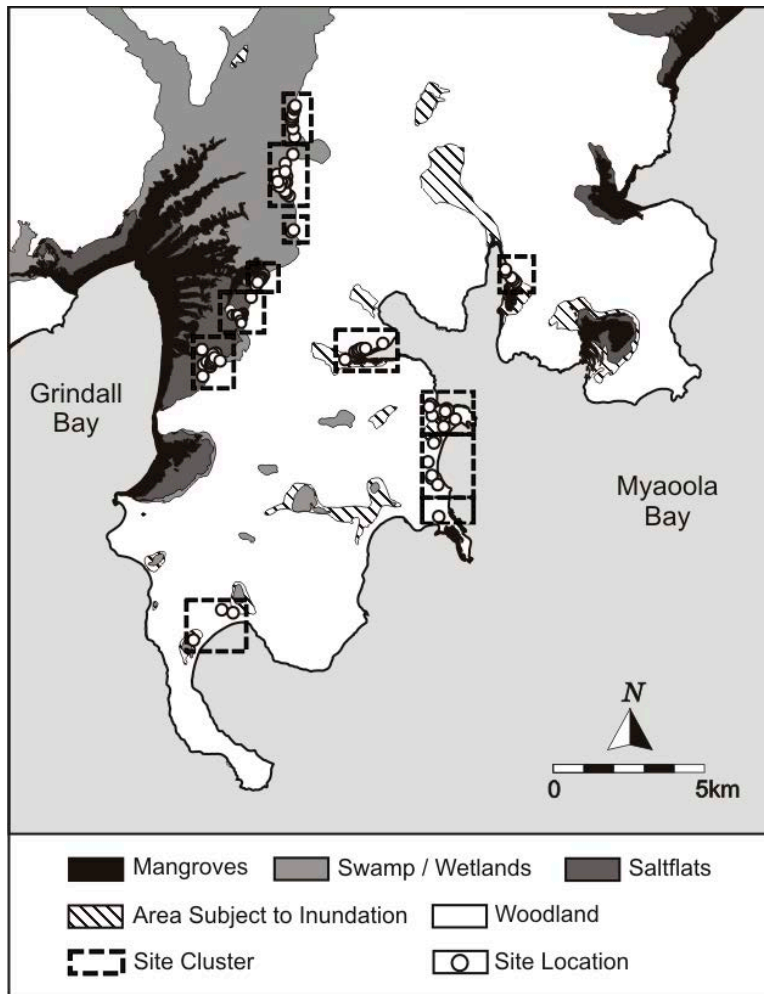 Grindall
Bay
Myaoola
Bay
N
0 5km
Mangroves Swamp / Wetlands Saltflats
Area Subject to Inundation Woodland
Site Cluster Site Location